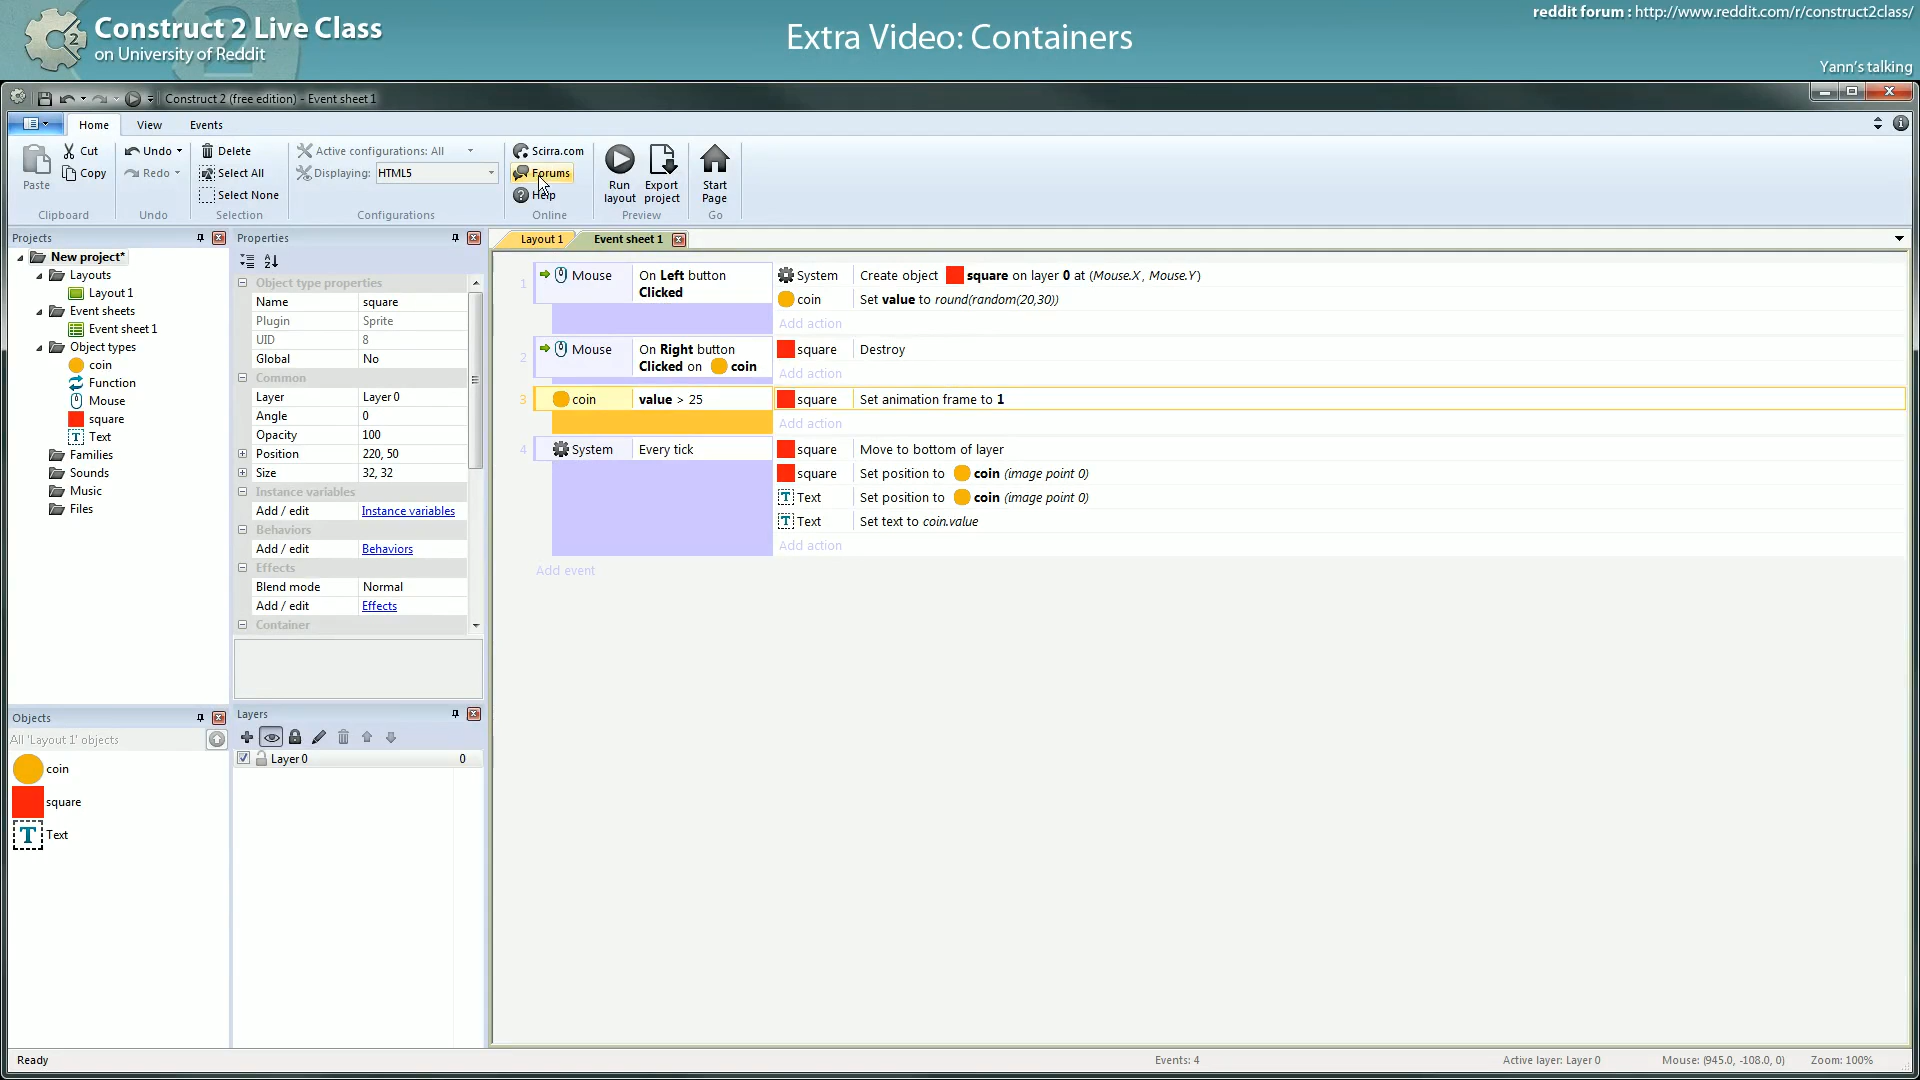 Construct 2 Live Class
on University of Reddit
Extra Video: Containers
reddit forum : http://www.reddit.com/r/construct2class/
Yann's talking
Construct 2 (free edition) - Event sheet 1
Home
View
Events
Paste
Cut
Copy
Clipboard
Undo
Redo
Undo
Delete
Select All
Select None
Selection
Active configurations: All
Displaying: HTML5
Configurations
Scirra.com
Forums
Help
Online
Run layout
Export project
Preview
Start Page
Go
Projects
New project*
Layouts
Layout 1
Event sheets
Event sheet 1
Object types
coin
Function
Mouse
square
Text
Families
Sounds
Music
Files
Properties
Object type properties
Name square
Plugin Sprite
UID 8
Global No
Common
Layer Layer 0
Angle 0
Opacity 100
Position 220, 50
Size 32, 32
Instance variables
Add / edit Instance variables
Behaviors
Add / edit Behaviors
Effects
Blend mode Normal
Add / edit Effects
Container
Objects
All 'Layout 1' objects
coin
square
Text
Layers
Layer 0 0
Layout 1
Event sheet 1
1
Mouse
On Left button
Clicked
System Create object square on layer 0 at (Mouse.X, Mouse.Y)
coin Set value to round(random(20,30))
Add action
2
Mouse
On Right button
Clicked on coin
square Destroy
Add action
3
coin value > 25
square Set animation frame to 1
Add action
4
System Every tick
square Move to bottom of layer
square Set position to coin (image point 0)
Text Set position to coin (image point 0)
Text Set text to coin.value
Add action
Add event
Ready
Events: 4
Active layer: Layer 0
Mouse: (945.0, -108.0, 0)
Zoom: 100%